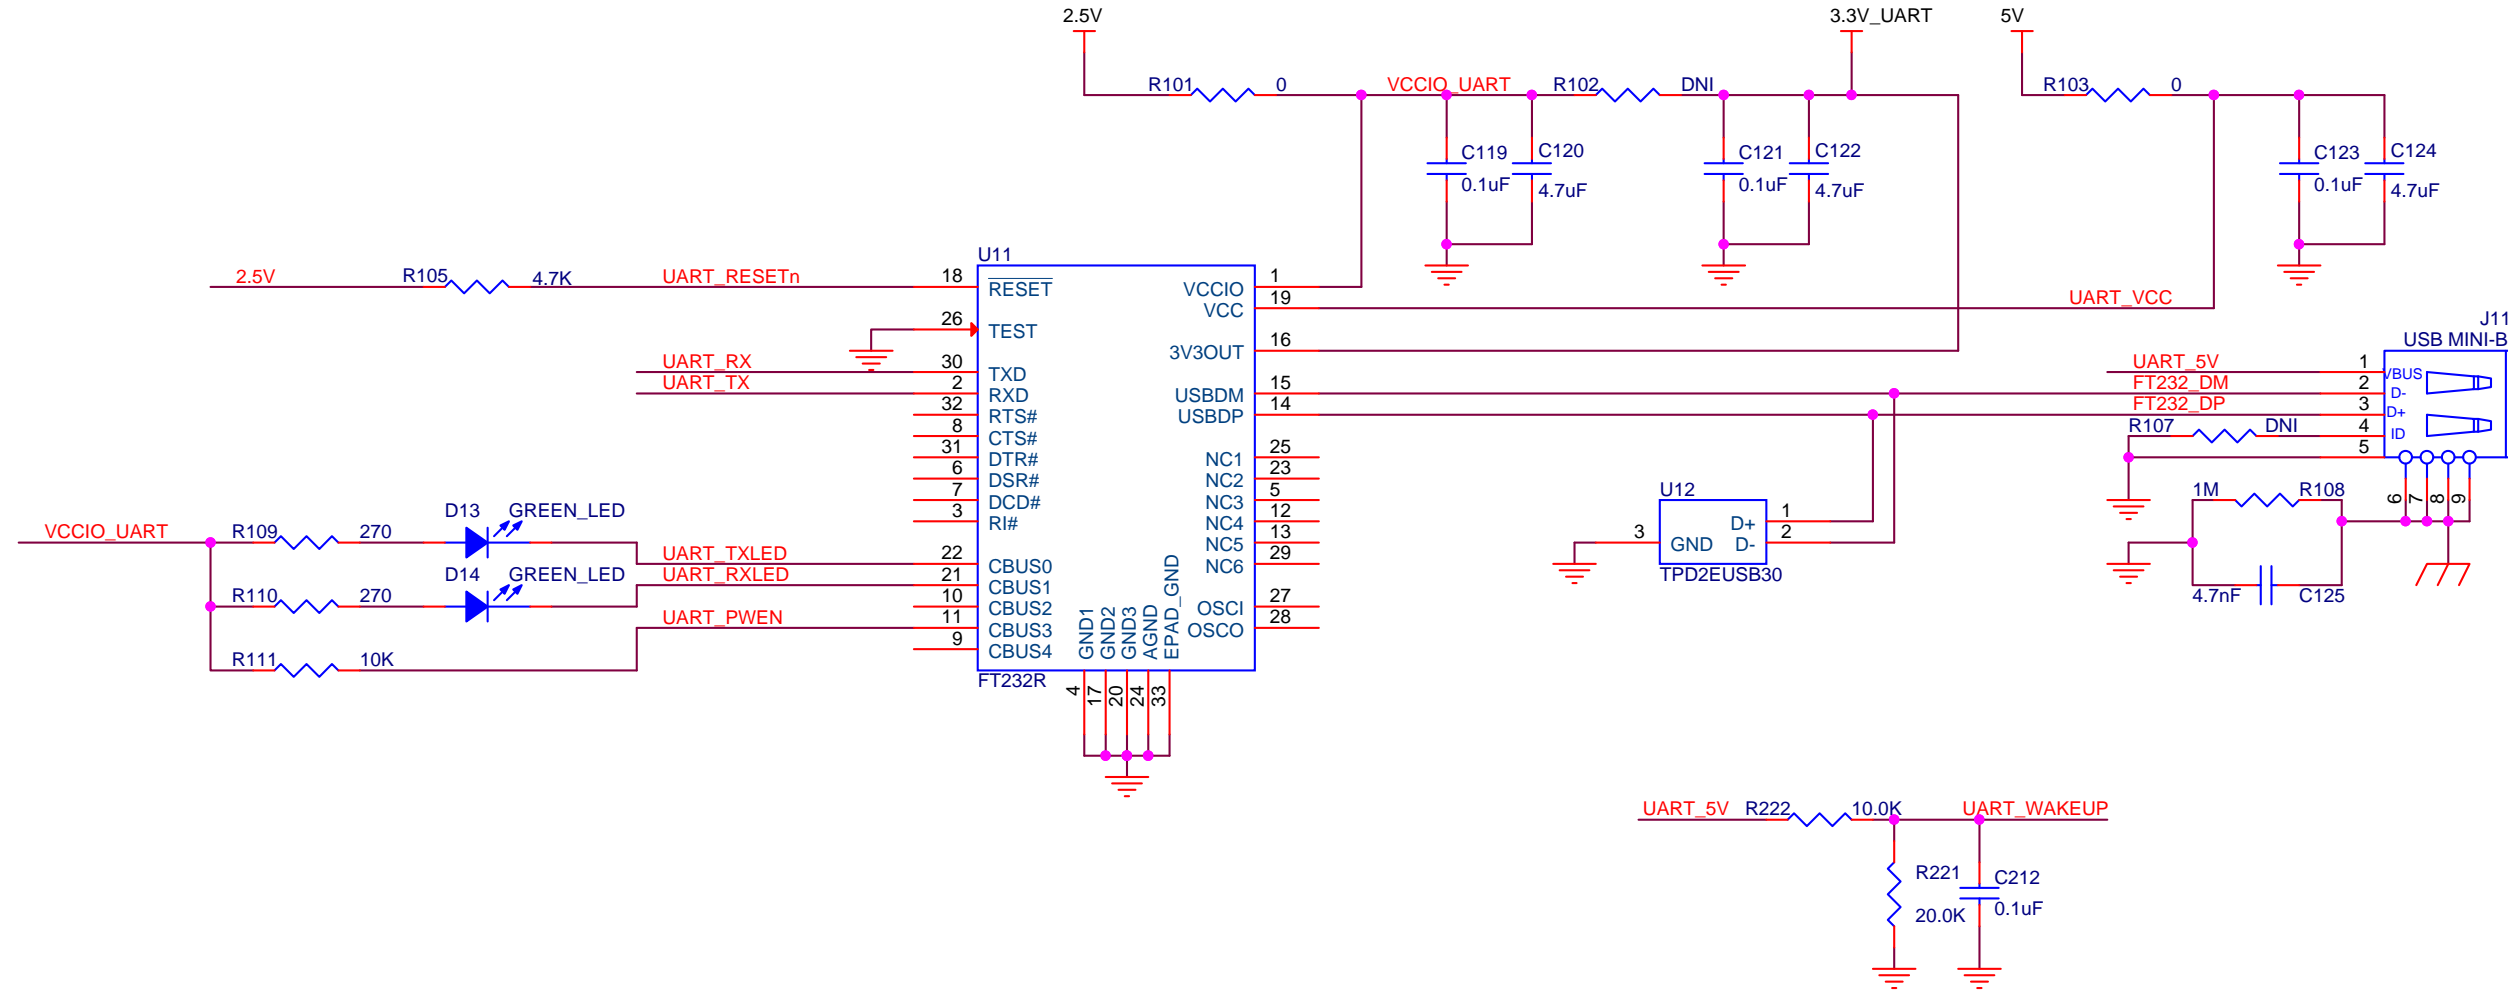 2.5V
3.3V_UART
5V
R101 0
VCCIO_UART
R102 DNI
R103 0
C119
0.1uF
C120
4.7uF
C121
0.1uF
C122
4.7uF
C123
0.1uF
C124
4.7uF
2.5V
R105 4.7K
UART_RESETn
UART_RX
UART_TX
U11
18 RESET
26 TEST
30 TXD
2 RXD
32 RTS#
8 CTS#
31 DTR#
6 DSR#
7 DCD#
3 RI#
22 CBUS0
21 CBUS1
10 CBUS2
11 CBUS3
9 CBUS4
VCCIO 1
VCC 19
3V3OUT 16
USBDM 15
USBDP 14
NC1 25
NC2 23
NC3 5
NC4 12
NC5 13
NC6 29
OSCI 27
OSCO 28
GND1 4
GND2 17
GND3 20
AGND 24
EPAD_GND 33
FT232R
UART_VCC
J11
USB MINI-B
UART_5V 1 VBUS
FT232_DM 2 D-
FT232_DP 3 D+
R107 DNI 4 ID
5
6
7
8
9
1M R108
4.7nF C125
U12
3 GND
D+ 1
D- 2
TPD2EUSB30
VCCIO_UART
R109 270
D13 GREEN_LED
UART_TXLED
R110 270
D14 GREEN_LED
UART_RXLED
R111 10K
UART_PWEN
UART_5V R222 10.0K UART_WAKEUP
R221
20.0K
C212
0.1uF